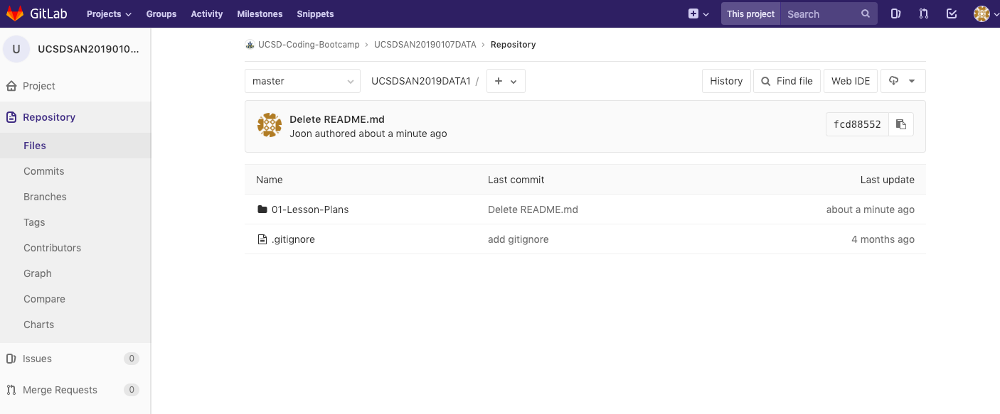 GitLab Projects Groups Activity Milestones Snippets This project Search
U UCSDSAN2019010...
Project
Repository
Files
Commits
Branches
Tags
Contributors
Graph
Compare
Charts
Issues 0
Merge Requests 0
UCSD-Coding-Bootcamp › UCSDSAN20190107DATA › Repository
master UCSDSAN2019DATA1 / + History Find file Web IDE
Delete README.md
Joon authored about a minute ago
fcd88552
Name Last commit Last update
01-Lesson-Plans Delete README.md about a minute ago
.gitignore add gitignore 4 months ago